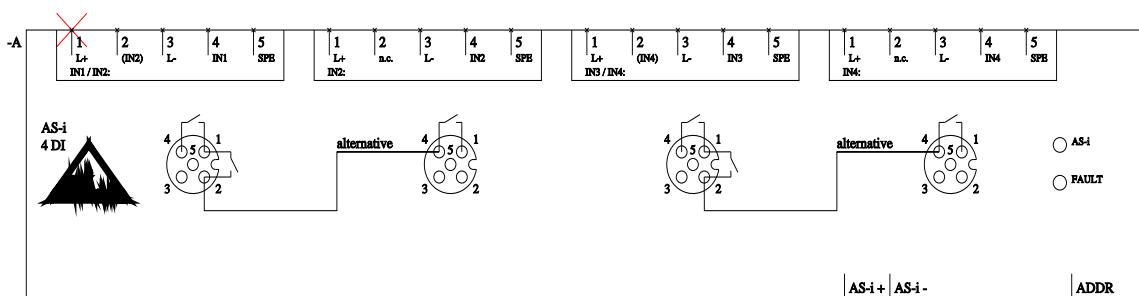 -A
1 2 3 4 5 1 2 3 4 5 1 2 3 4 5 1 2 3 4 5
L+ (IN2) L- IN1 SPE L+ n.c. L- IN2 SPE L+ (IN4) L- IN3 SPE L+ n.c. L- IN4 SPE
IN1 / IN2: IN2: IN3 / IN4: IN4:
AS-i
4 DI
4 1 5 3 2
alternative
4 1 5 3 2
4 1 5 3 2
alternative
4 1 5 3 2
AS-i
FAULT
AS-i + AS-i - ADDR